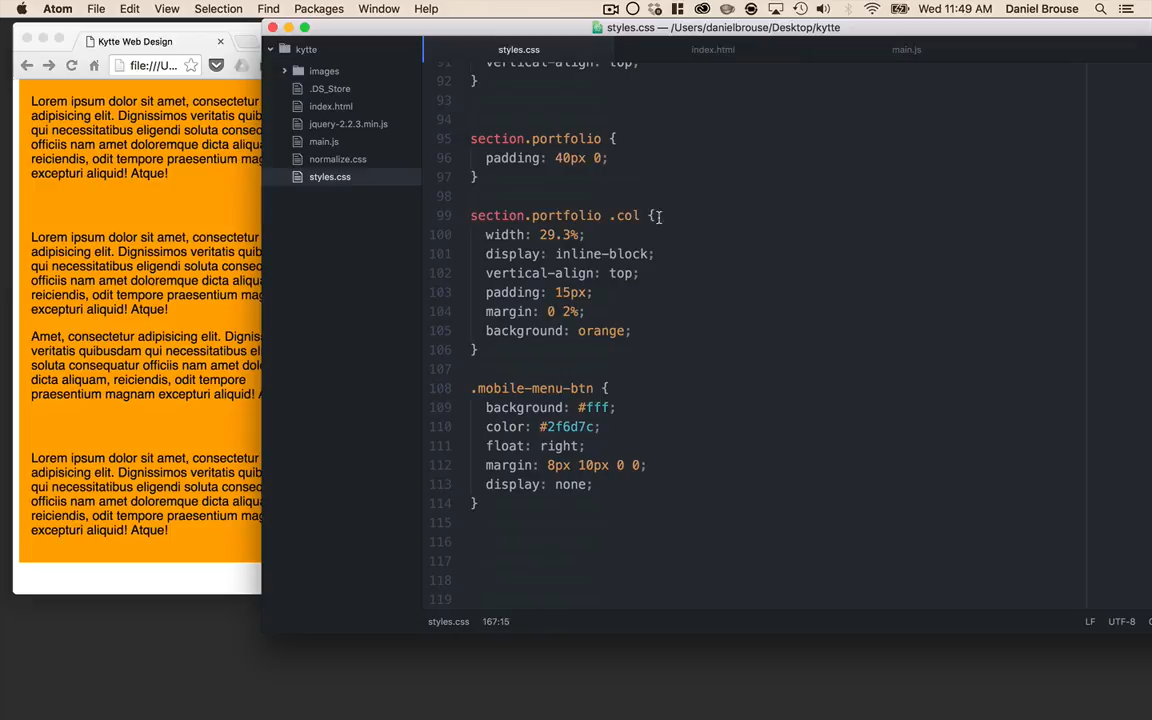 Atom File Edit View Selection Find Packages Window Help
Wed 11:49 AM Daniel Brouse
Kytte Web Design
file:///U...
Lorem ipsum dolor sit amet, consectetur
adipisicing elit. Dignissimos veritatis quib
qui necessitatibus eligendi soluta consec
officiis nam amet doloremque dicta aliqua
reiciendis, odit tempore praesentium mag
excepturi aliquid! Atque!
Lorem ipsum dolor sit amet, consectetur
adipisicing elit. Dignissimos veritatis quib
qui necessitatibus eligendi soluta consec
officiis nam amet doloremque dicta aliqua
reiciendis, odit tempore praesentium mag
excepturi aliquid! Atque!
Amet, consectetur adipisicing elit. Dignis
veritatis quibusdam qui necessitatibus el
soluta consequatur officiis nam amet dol
dicta aliquam, reiciendis, odit tempore
praesentium magnam excepturi aliquid! A
Lorem ipsum dolor sit amet, consectetur
adipisicing elit. Dignissimos veritatis quib
qui necessitatibus eligendi soluta consec
officiis nam amet doloremque dicta aliqua
reiciendis, odit tempore praesentium mag
excepturi aliquid! Atque!
styles.css — /Users/danielbrouse/Desktop/kytte
kytte
images
.DS_Store
index.html
jquery-2.2.3.min.js
main.js
normalize.css
styles.css
styles.css index.html main.js
91 vertical-align: top;
92 }
93
94
95 section.portfolio {
96 padding: 40px 0;
97 }
98
99 section.portfolio .col {
100 width: 29.3%;
101 display: inline-block;
102 vertical-align: top;
103 padding: 15px;
104 margin: 0 2%;
105 background: orange;
106 }
107
108 .mobile-menu-btn {
109 background: #fff;
110 color: #2f6d7c;
111 float: right;
112 margin: 8px 10px 0 0;
113 display: none;
114 }
115
116
117
118
119
styles.css 167:15
LF UTF-8